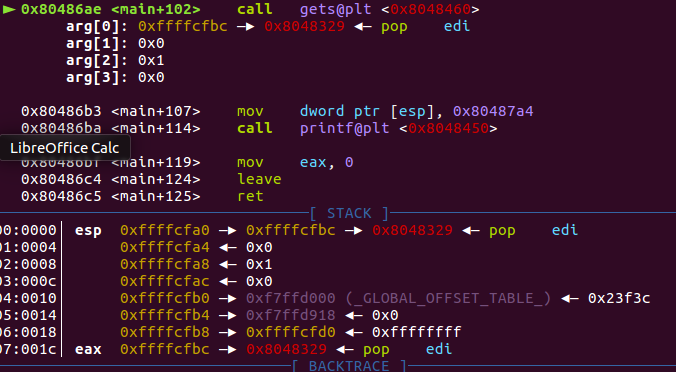 ► 0x80486ae <main+102> call gets@plt <0x8048460>
arg[0]: 0xffffcfbc —▸ 0x8048329 ◂— pop edi
arg[1]: 0x0
arg[2]: 0x1
arg[3]: 0x0
0x80486b3 <main+107> mov dword ptr [esp], 0x80487a4
0x80486ba <main+114> call printf@plt <0x8048450>
LibreOffice Calc
<main+119> mov eax, 0
0x80486c4 <main+124> leave
0x80486c5 <main+125> ret
[ STACK ]
00:0000│ esp 0xffffcfa0 —▸ 0xffffcfbc —▸ 0x8048329 ◂— pop edi
01:0004│ 0xffffcfa4 ◂— 0x0
02:0008│ 0xffffcfa8 ◂— 0x1
03:000c│ 0xffffcfac ◂— 0x0
04:0010│ 0xffffcfb0 —▸ 0xf7ffd000 (_GLOBAL_OFFSET_TABLE_) ◂— 0x23f3c
05:0014│ 0xffffcfb4 —▸ 0xf7ffd918 ◂— 0x0
06:0018│ 0xffffcfb8 —▸ 0xffffcfd0 ◂— 0xffffffff
07:001c│ eax 0xffffcfbc —▸ 0x8048329 ◂— pop edi
[ BACKTRACE ]